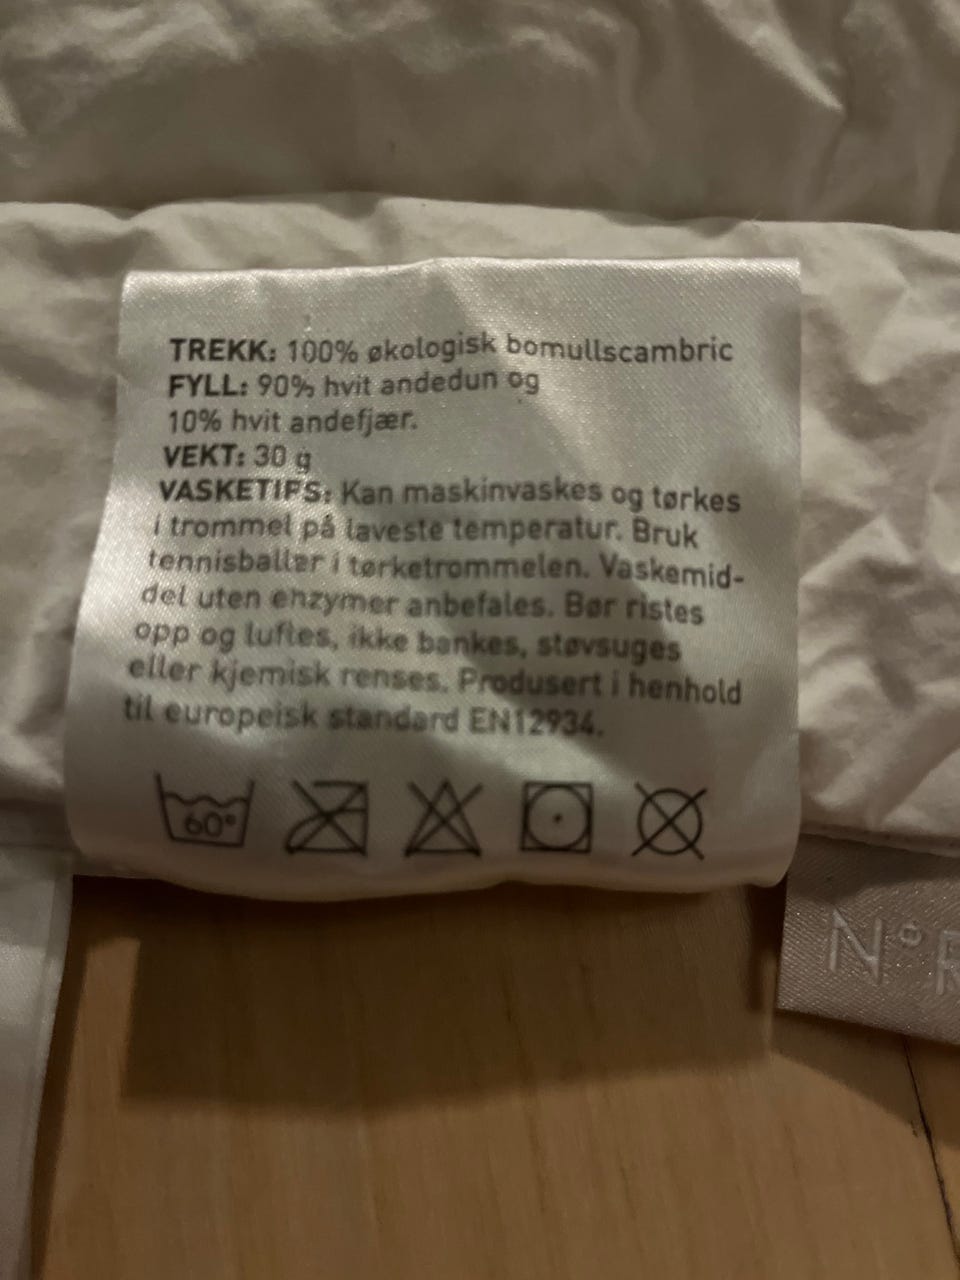 TREKK: 100% økologisk bomullscambric
FYLL: 90% hvit andedun og
10% hvit andefjær.
VEKT: 30 g
VASKETIPS: Kan maskinvaskes og tørkes
i trommel på laveste temperatur. Bruk
tennisballer i tørketrommelen. Vaskemid-
del uten enzymer anbefales. Bør ristes
opp og luftes, ikke bankes, støvsuges
eller kjemisk renses. Produsert i henhold
til europeisk standard EN12934.
60°
N°